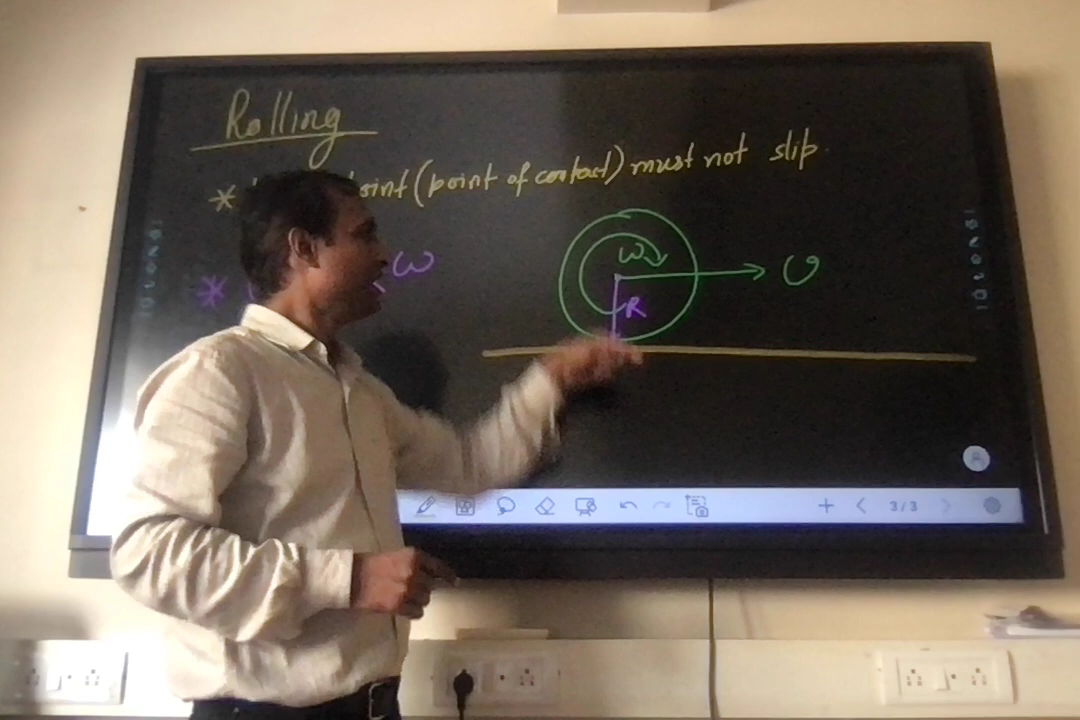 Rolling
* point (point of contact) must not slip.
* ω
ω
υ
R
3/3